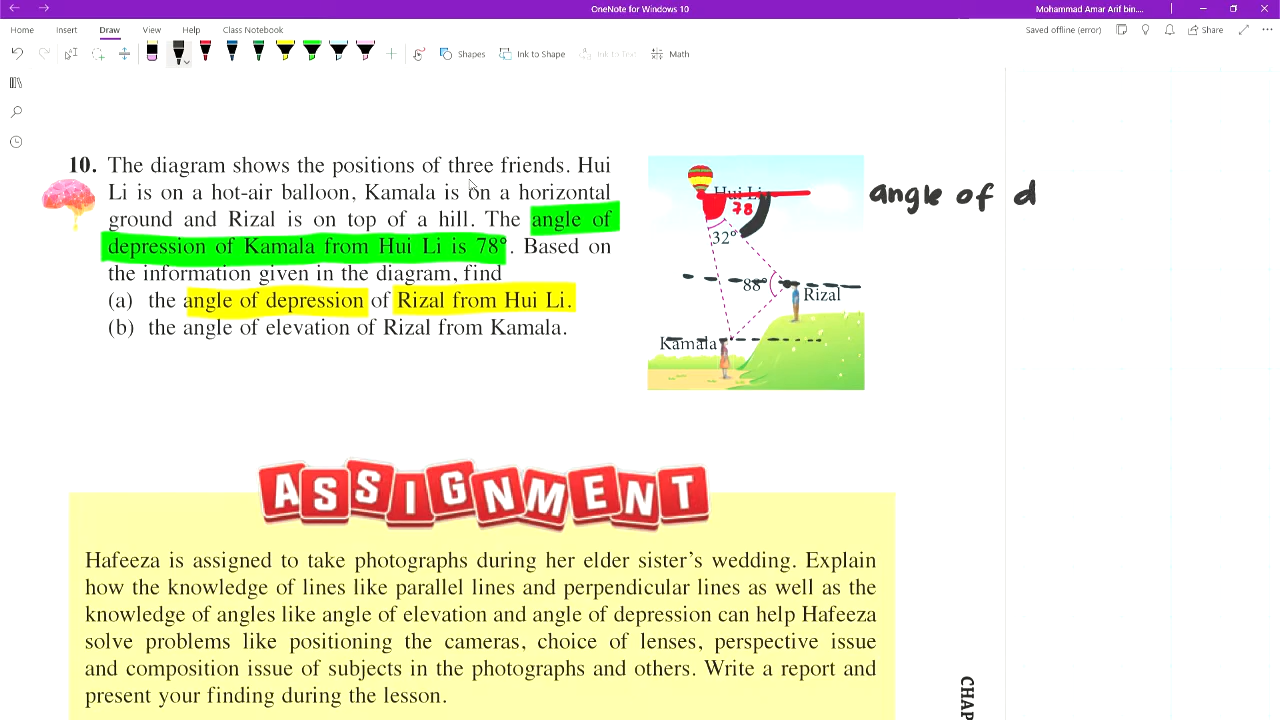 OneNote for Windows 10
Mohammad Amar Arif bin....
Home Insert Draw View Help Class Notebook
Saved offline (error) Share
Shapes Ink to Shape Ink to Text Math
10. The diagram shows the positions of three friends. Hui
Li is on a hot-air balloon, Kamala is on a horizontal
ground and Rizal is on top of a hill. The angle of
depression of Kamala from Hui Li is 78°. Based on
the information given in the diagram, find
(a) the angle of depression of Rizal from Hui Li.
(b) the angle of elevation of Rizal from Kamala.
Hui Li
78
32°
88°
Rizal
Kamala
angle of d
ASSIGNMENT
Hafeeza is assigned to take photographs during her elder sister's wedding. Explain
how the knowledge of lines like parallel lines and perpendicular lines as well as the
knowledge of angles like angle of elevation and angle of depression can help Hafeeza
solve problems like positioning the cameras, choice of lenses, perspective issue
and composition issue of subjects in the photographs and others. Write a report and
present your finding during the lesson.
CHAP